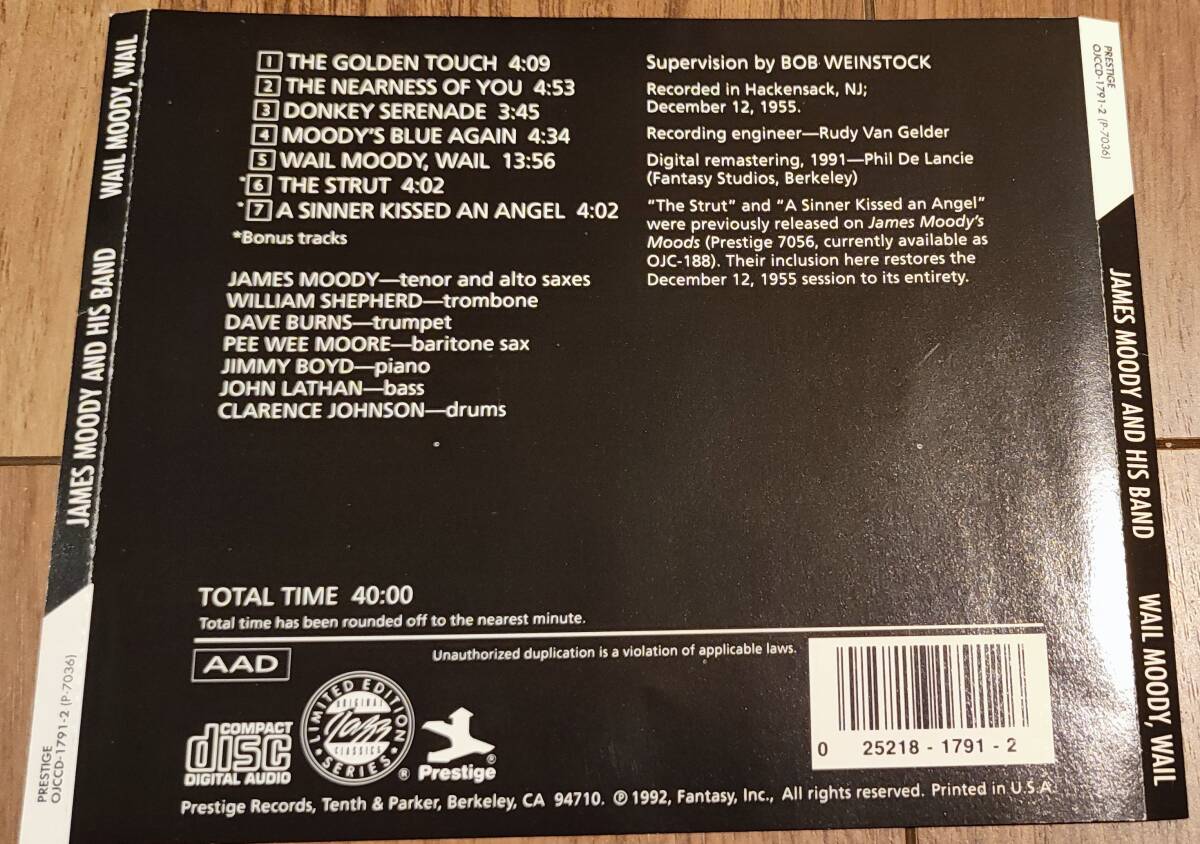 JAMES MOODY AND HIS BAND WAIL MOODY, WAIL
PRESTIGE
OJCCD-1791-2 (P-7036)
1 THE GOLDEN TOUCH 4:09
2 THE NEARNESS OF YOU 4:53
3 DONKEY SERENADE 3:45
4 MOODY'S BLUE AGAIN 4:34
5 WAIL MOODY, WAIL 13:56
*6 THE STRUT 4:02
*7 A SINNER KISSED AN ANGEL 4:02
*Bonus tracks
JAMES MOODY—tenor and alto saxes
WILLIAM SHEPHERD—trombone
DAVE BURNS—trumpet
PEE WEE MOORE—baritone sax
JIMMY BOYD—piano
JOHN LATHAN—bass
CLARENCE JOHNSON—drums
Supervision by BOB WEINSTOCK
Recorded in Hackensack, NJ;
December 12, 1955.
Recording engineer—Rudy Van Gelder
Digital remastering, 1991—Phil De Lancie
(Fantasy Studios, Berkeley)
"The Strut" and "A Sinner Kissed an Angel"
were previously released on James Moody's
Moods (Prestige 7056, currently available as
OJC-188). Their inclusion here restores the
December 12, 1955 session to its entirety.
TOTAL TIME 40:00
Total time has been rounded off to the nearest minute.
AAD
Unauthorized duplication is a violation of applicable laws.
COMPACT
disc
DIGITAL AUDIO
LIMITED EDITION
ORIGINAL
Jazz
CLASSICS
SERIES
®
Prestige®
0 25218 - 1791 - 2
Prestige Records, Tenth & Parker, Berkeley, CA 94710. ℗ 1992, Fantasy, Inc., All rights reserved. Printed in U.S.A.
PRESTIGE
OJCCD-1791-2 (P-7036)
JAMES MOODY AND HIS BAND WAIL MOODY, WAIL